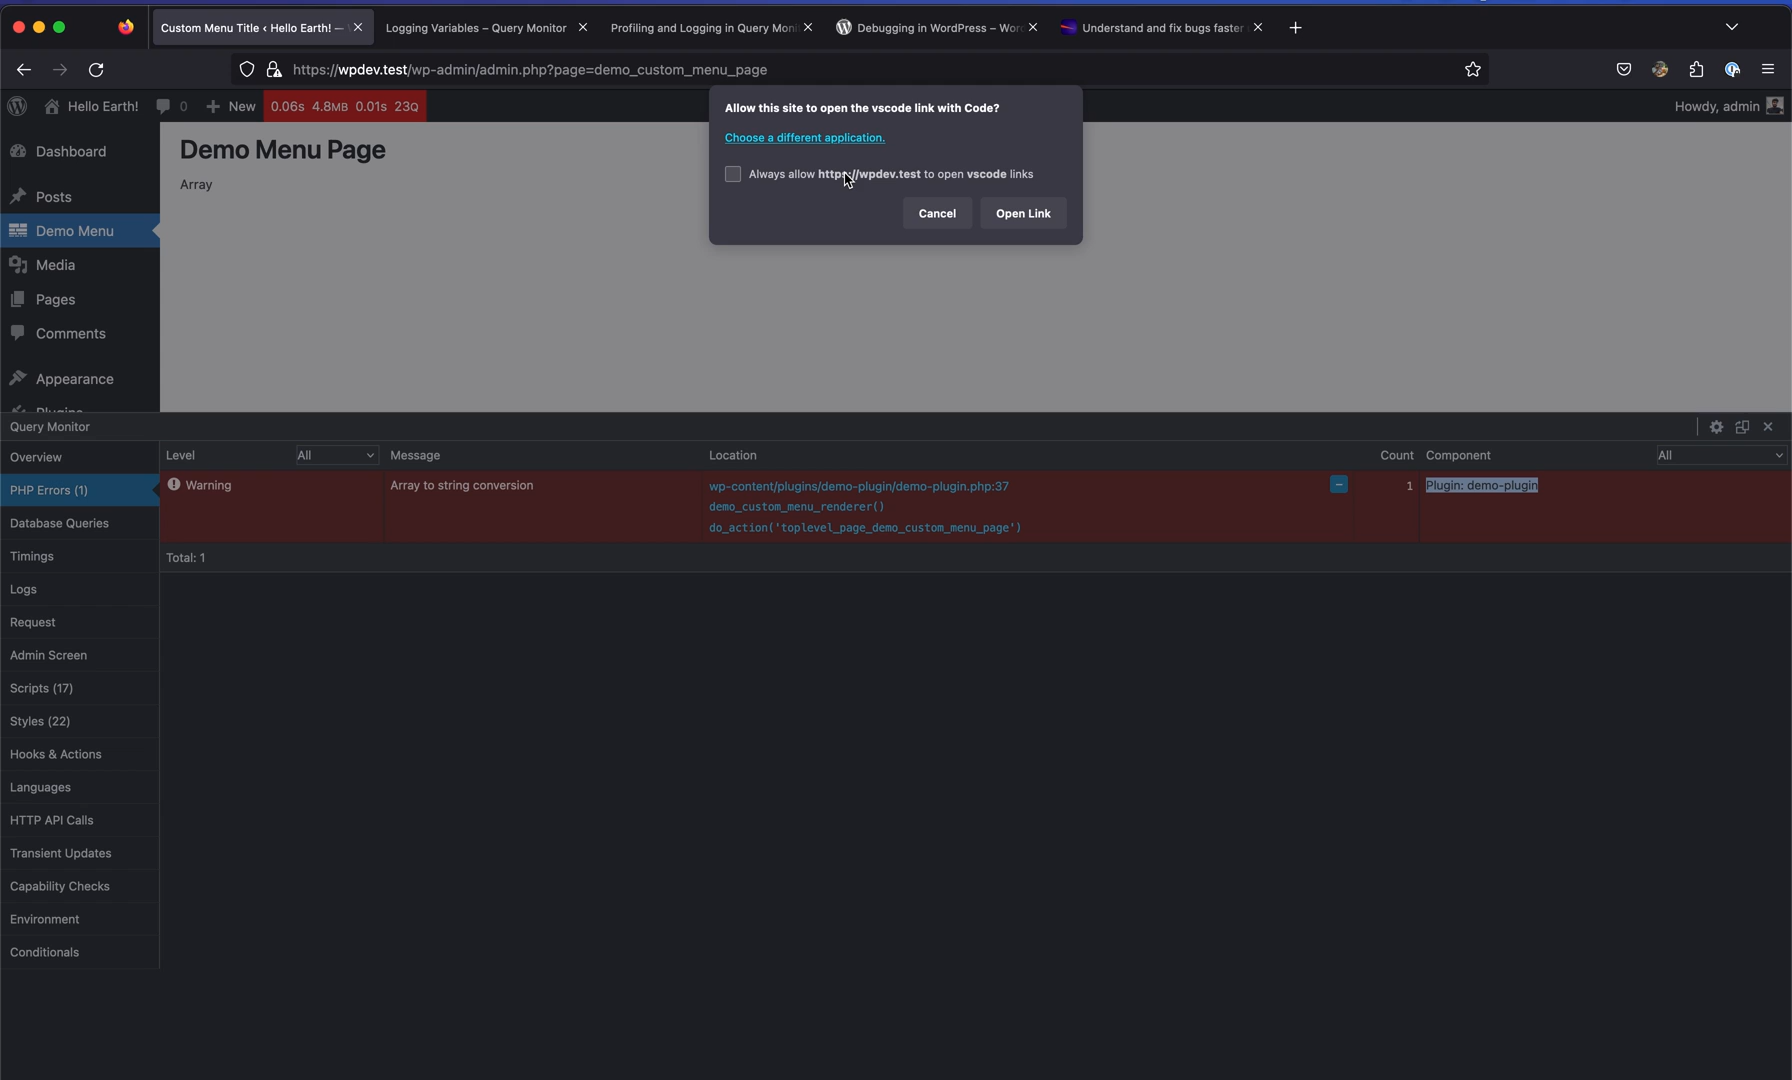 Custom Menu Title ‹ Hello Earth! —
Logging Variables – Query Monitor
Profiling and Logging in Query Moni
Debugging in WordPress – Wor
Understand and fix bugs faster
https://wpdev.test/wp-admin/admin.php?page=demo_custom_menu_page
Hello Earth!
0
New
0.06s 4.8MB 0.01s 23Q
Howdy, admin
Allow this site to open the vscode link with Code?
Choose a different application.
Always allow https://wpdev.test to open vscode links
Cancel
Open Link
Dashboard
Posts
Demo Menu
Media
Pages
Comments
Appearance
Plugins
Demo Menu Page
Array
Query Monitor
Overview
PHP Errors (1)
Database Queries
Timings
Logs
Request
Admin Screen
Scripts (17)
Styles (22)
Hooks & Actions
Languages
HTTP API Calls
Transient Updates
Capability Checks
Environment
Conditionals
Level
All
Message
Location
Count
Component
All
Warning
Array to string conversion
wp-content/plugins/demo-plugin/demo-plugin.php:37
demo_custom_menu_renderer()
do_action('toplevel_page_demo_custom_menu_page')
1
Plugin: demo-plugin
Total: 1